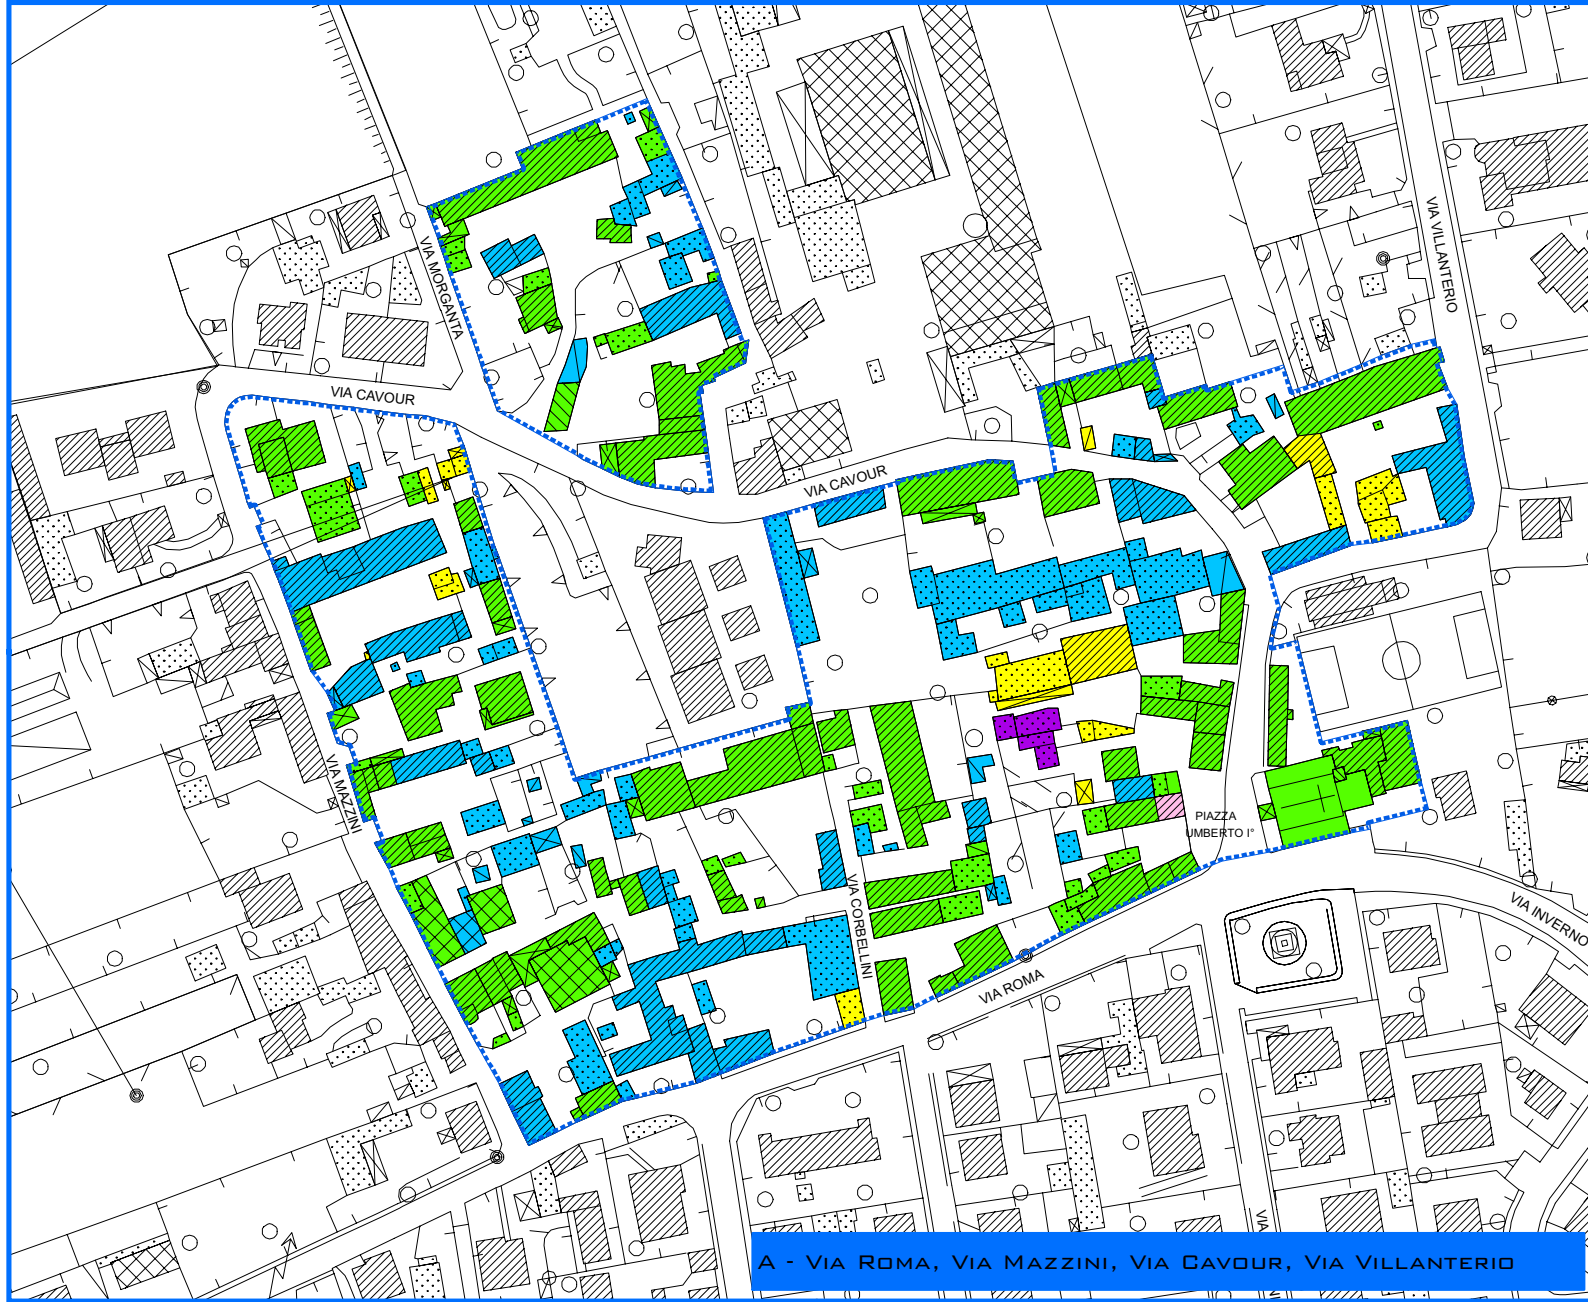 VIA MORGANTA
VIA VILLANTERIO
VIA CAVOUR
VIA CAVOUR
VIA MAZZINI
PIAZZA
UMBERTO I°
VIA CORBELLINI
VIA INVERNO
VIA ROMA
VIA
A - VIA ROMA, VIA MAZZINI, VIA CAVOUR, VIA VILLANTERIO